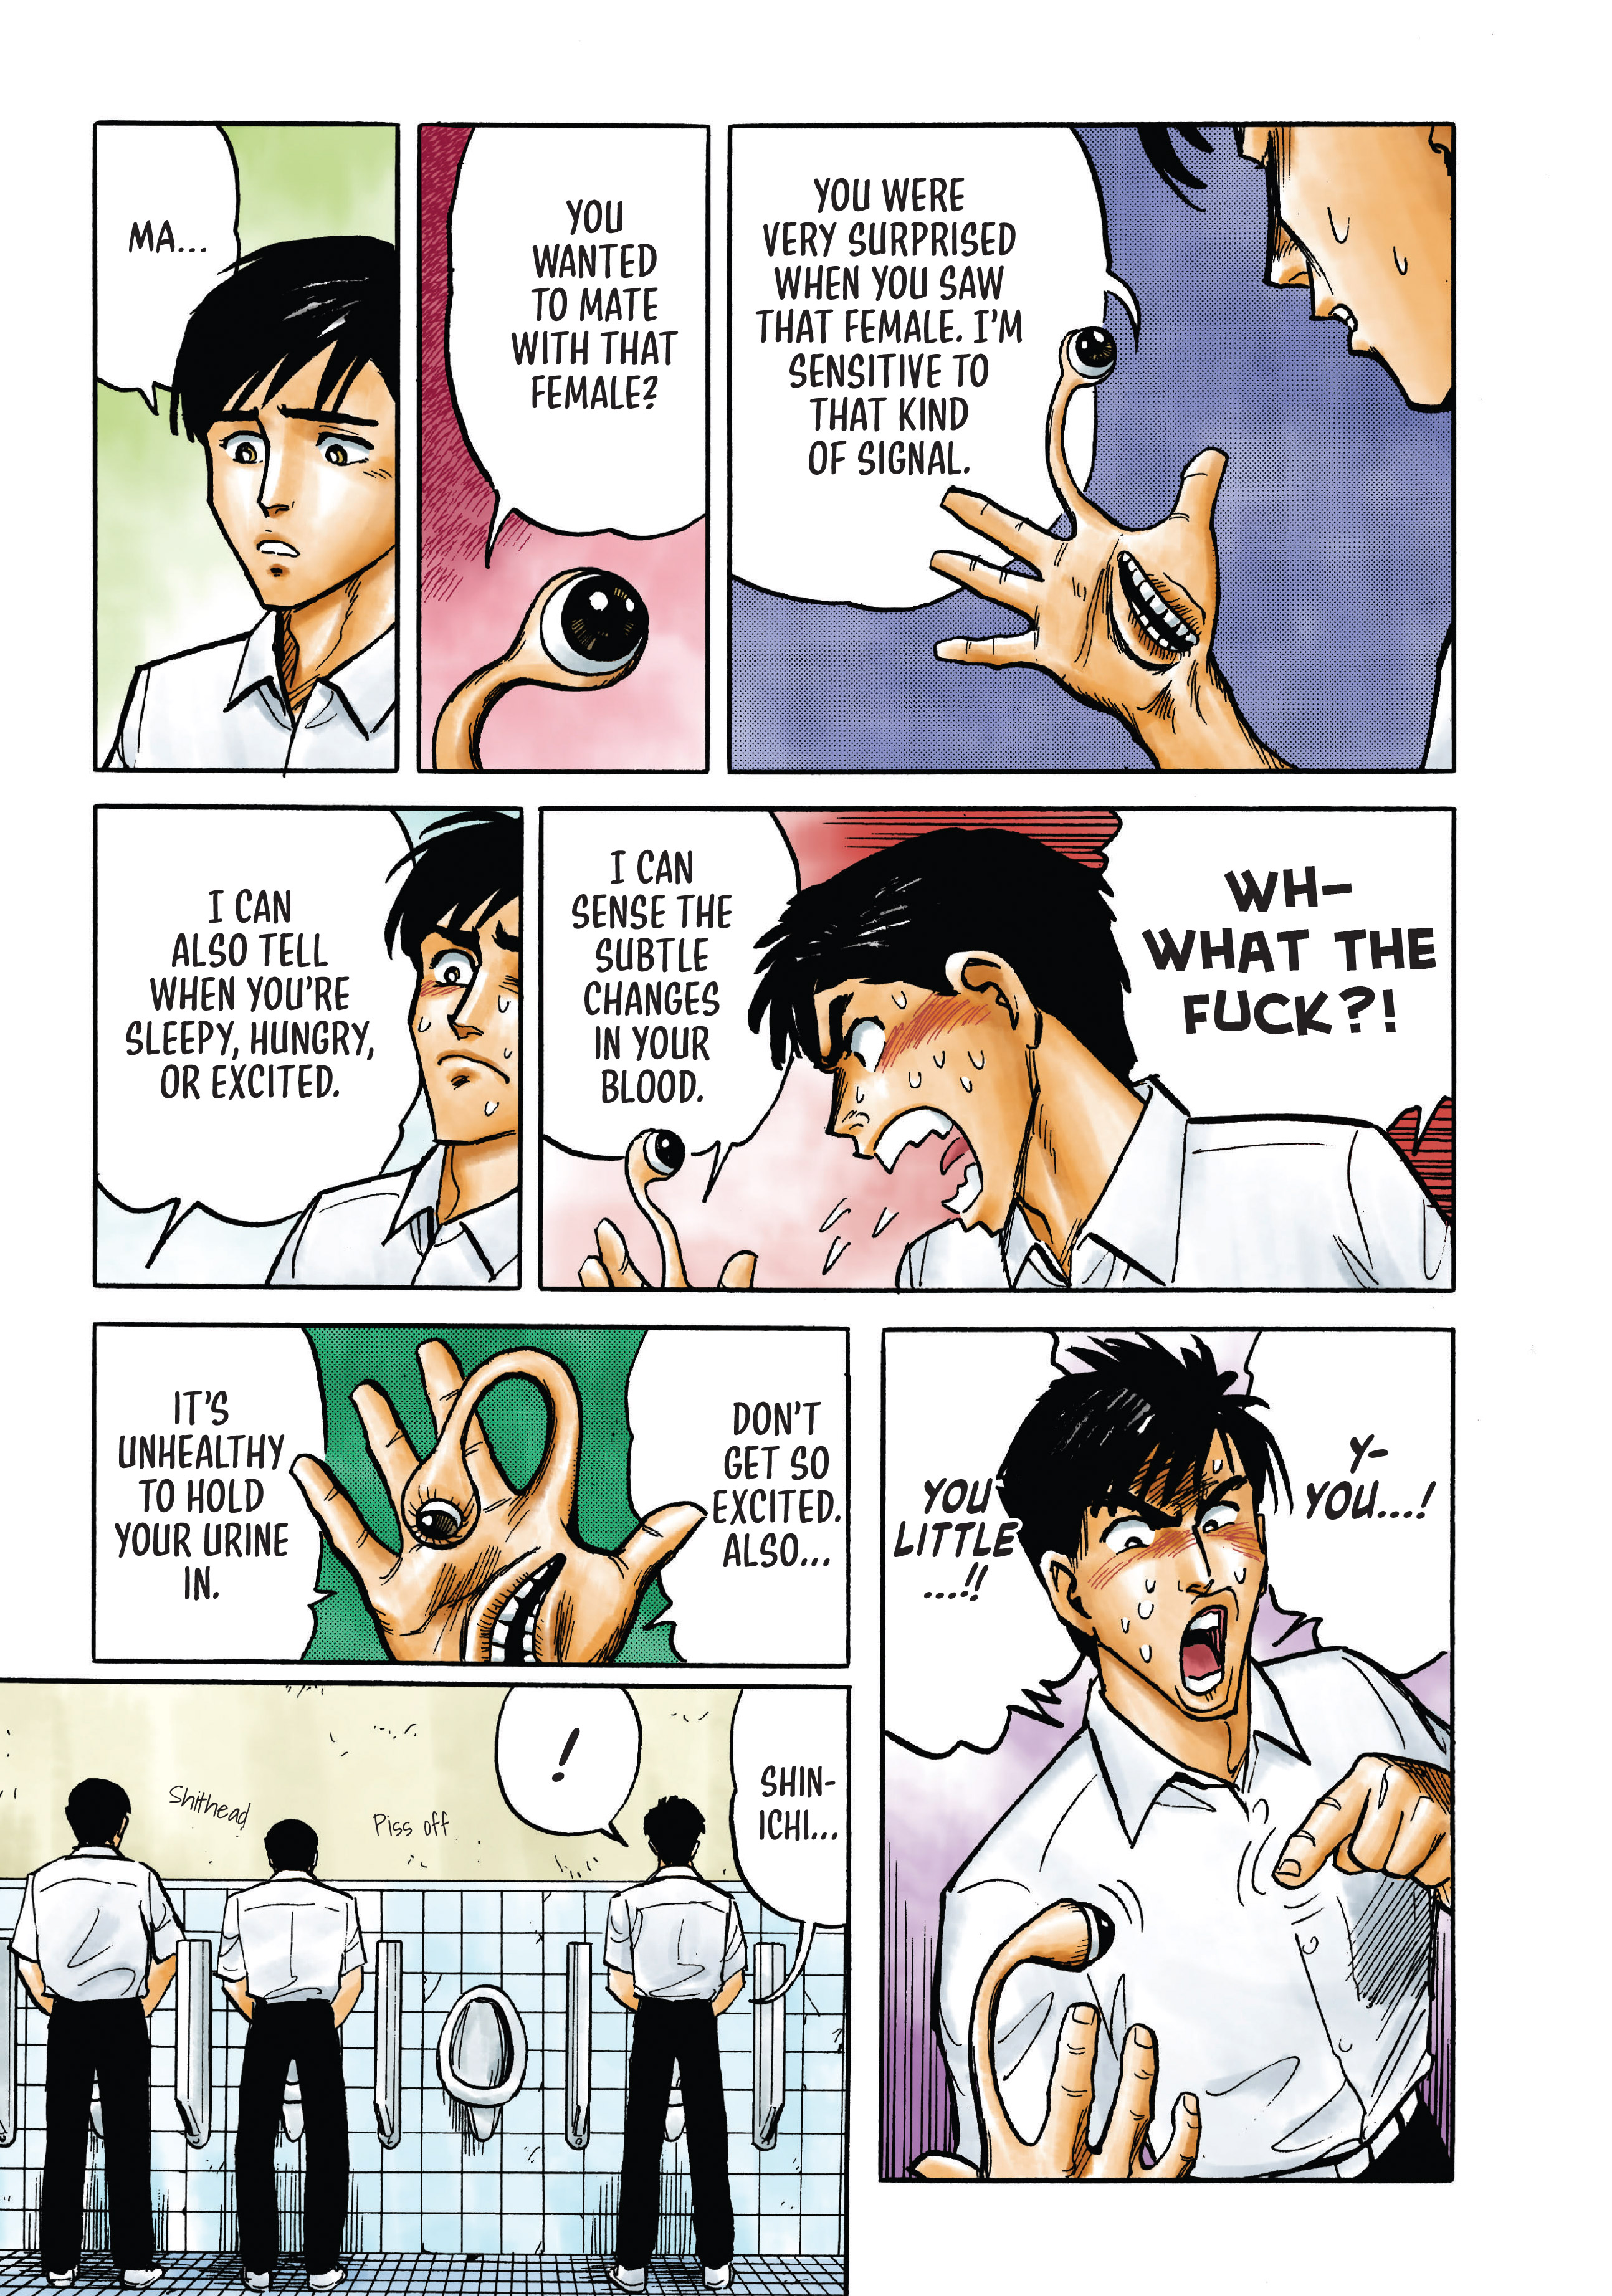 YOU WERE
VERY SURPRISED
WHEN YOU SAW
THAT FEMALE. I'M
SENSITIVE TO
THAT KIND
OF SIGNAL.
YOU
WANTED
TO MATE
WITH THAT
FEMALE?
MA...
WH-
WHAT THE
FUCK?!
I CAN
SENSE THE
SUBTLE
CHANGES
IN YOUR
BLOOD.
I CAN
ALSO TELL
WHEN YOU'RE
SLEEPY, HUNGRY,
OR EXCITED.
Y-
YOU...!
YOU
LITTLE
...!!
DON'T
GET SO
EXCITED.
ALSO...
IT'S
UNHEALTHY
TO HOLD
YOUR URINE
IN.
SHIN-
ICHI...
!
Piss off
Shithead